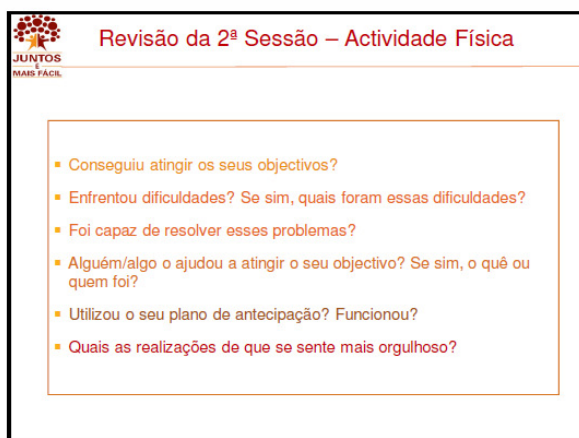 Revisão da 2ª Sessão – Actividade Física
JUNTOS
É
MAIS FÁCIL
Conseguiu atingir os seus objectivos?
Enfrentou dificuldades? Se sim, quais foram essas dificuldades?
Foi capaz de resolver esses problemas?
Alguém/algo o ajudou a atingir o seu objectivo? Se sim, o quê ou
quem foi?
Utilizou o seu plano de antecipação? Funcionou?
Quais as realizações de que se sente mais orgulhoso?